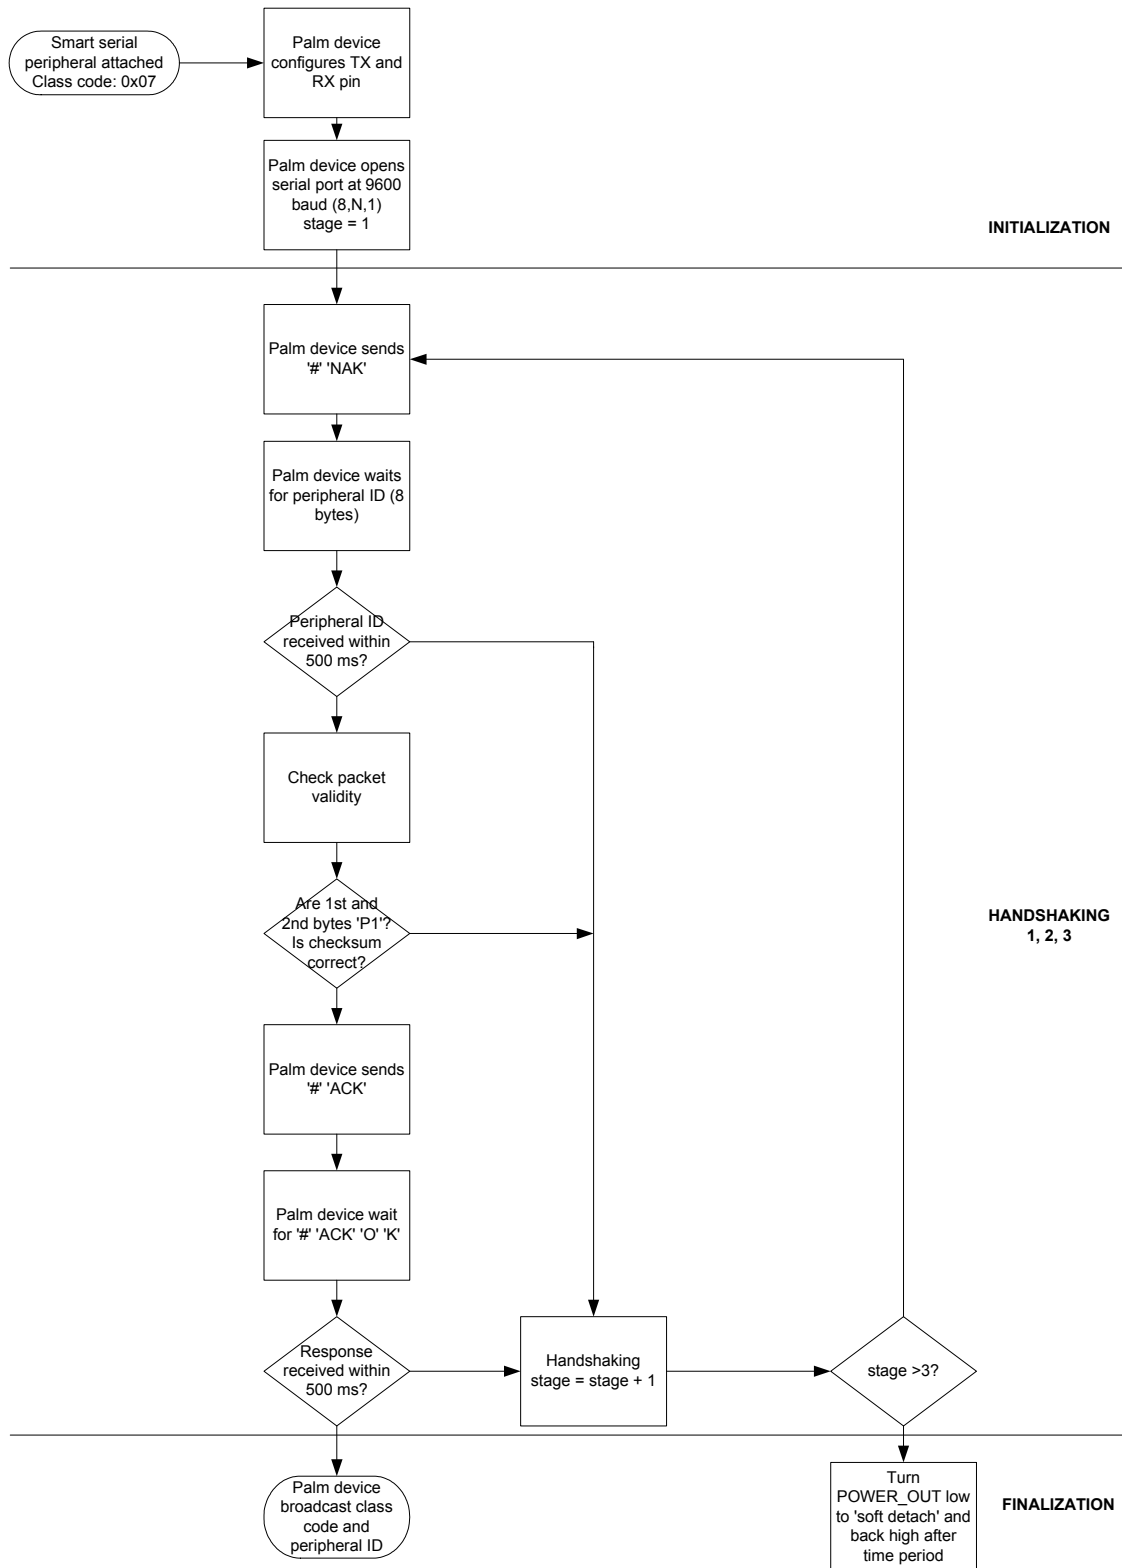 Smart serial
peripheral attached
Class code: 0x07
Palm device
configures TX and
RX pin
Palm device opens
serial port at 9600
baud (8,N,1)
stage = 1
INITIALIZATION
Palm device sends
'#' 'NAK'
Palm device waits
for peripheral ID (8
bytes)
Peripheral ID
received within
500 ms?
Check packet
validity
Are 1st and
2nd bytes 'P1'?
Is checksum
correct?
HANDSHAKING
1, 2, 3
Palm device sends
'#' 'ACK'
Palm device wait
for '#' 'ACK' 'O' 'K'
Response
received within
500 ms?
Handshaking
stage = stage + 1
stage >3?
Palm device
broadcast class
code and
peripheral ID
Turn
POWER_OUT low
to 'soft detach' and
back high after
time period
FINALIZATION